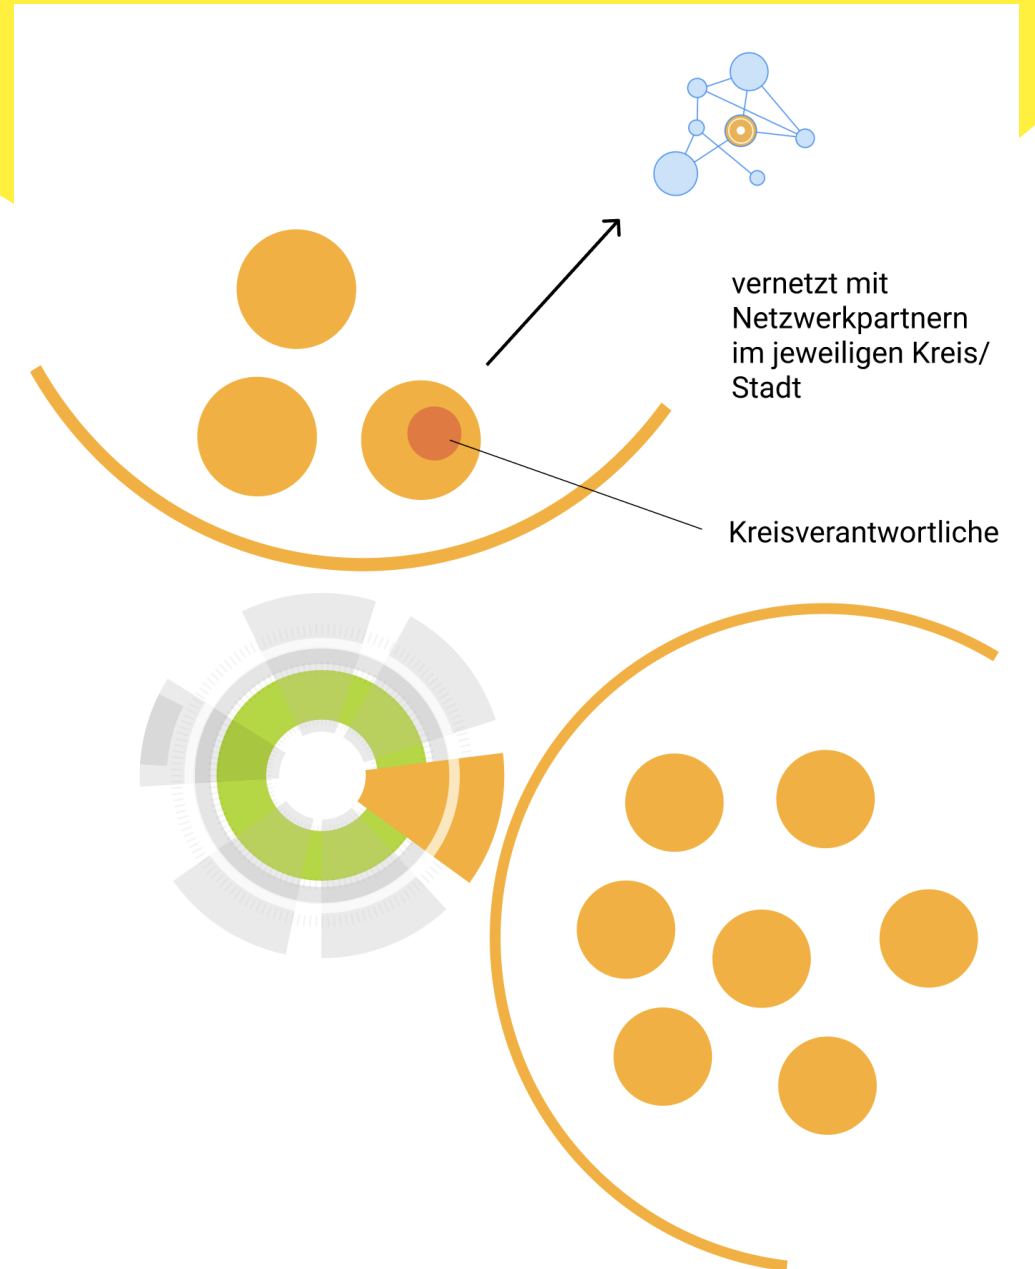 vernetzt mit
Netzwerkpartnern
im jeweiligen Kreis/
Stadt
Kreisverantwortliche